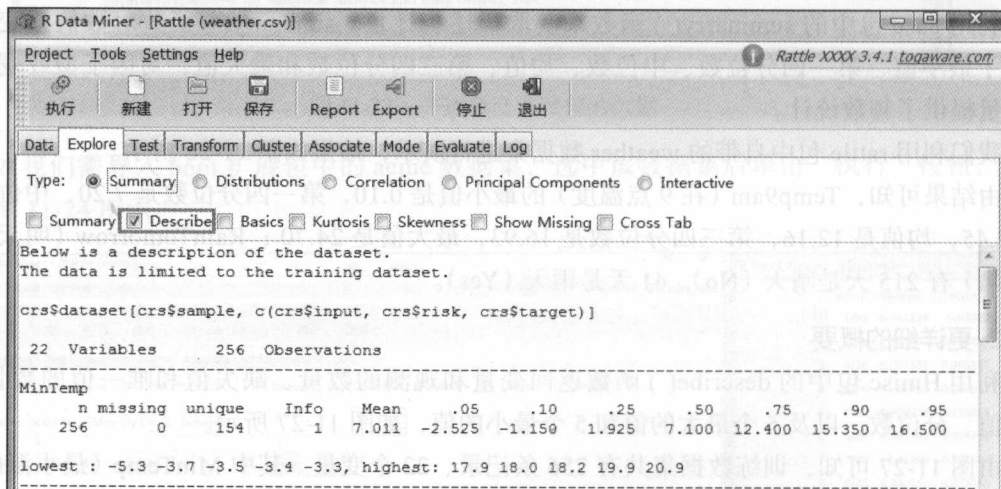 R Data Miner - [Rattle (weather.csv)]
Project Tools Settings Help
Rattle XXXX 3.4.1 togaware.com
执行 新建 打开 保存 Report Export 停止 退出
Data Explore Test Transform Cluster Associate Mode Evaluate Log
Type: Summary Distributions Correlation Principal Components Interactive
Summary Describe Basics Kurtosis Skewness Show Missing Cross Tab
Below is a description of the dataset.
The data is limited to the training dataset.
crs$dataset[crs$sample, c(crs$input, crs$risk, crs$target)]
22 Variables 256 Observations
MinTemp
n missing unique Info Mean .05 .10 .25 .50 .75 .90 .95
256 0 154 1 7.011 -2.525 -1.150 1.925 7.100 12.400 15.350 16.500
lowest : -5.3 -3.7 -3.5 -3.4 -3.3, highest: 17.9 18.0 18.2 19.9 20.9